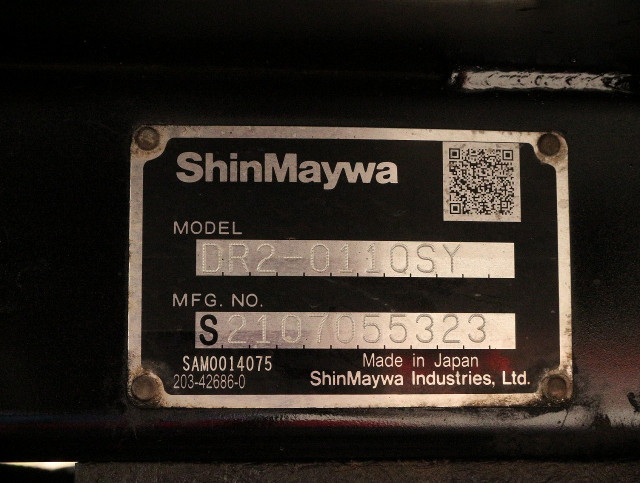 ShinMaywa
MODEL
DR2-0110SY
MFG. NO.
S2107055323
SAM0014075
203-42686-0
Made in Japan
ShinMaywa Industries, Ltd.